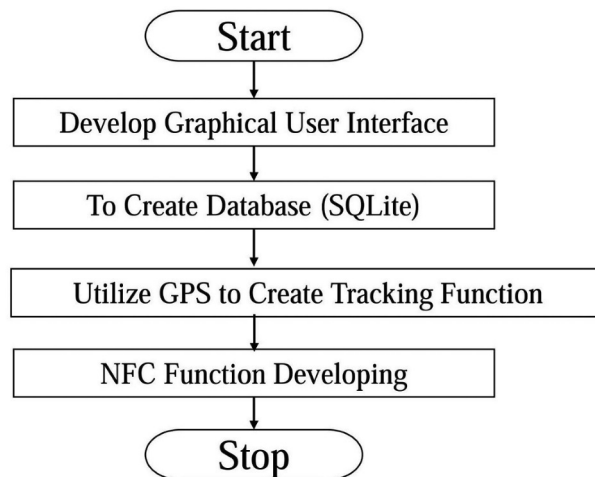 Start
Develop Graphical User Interface
To Create Database (SQLite)
Utilize GPS to Create Tracking Function
NFC Function Developing
Stop